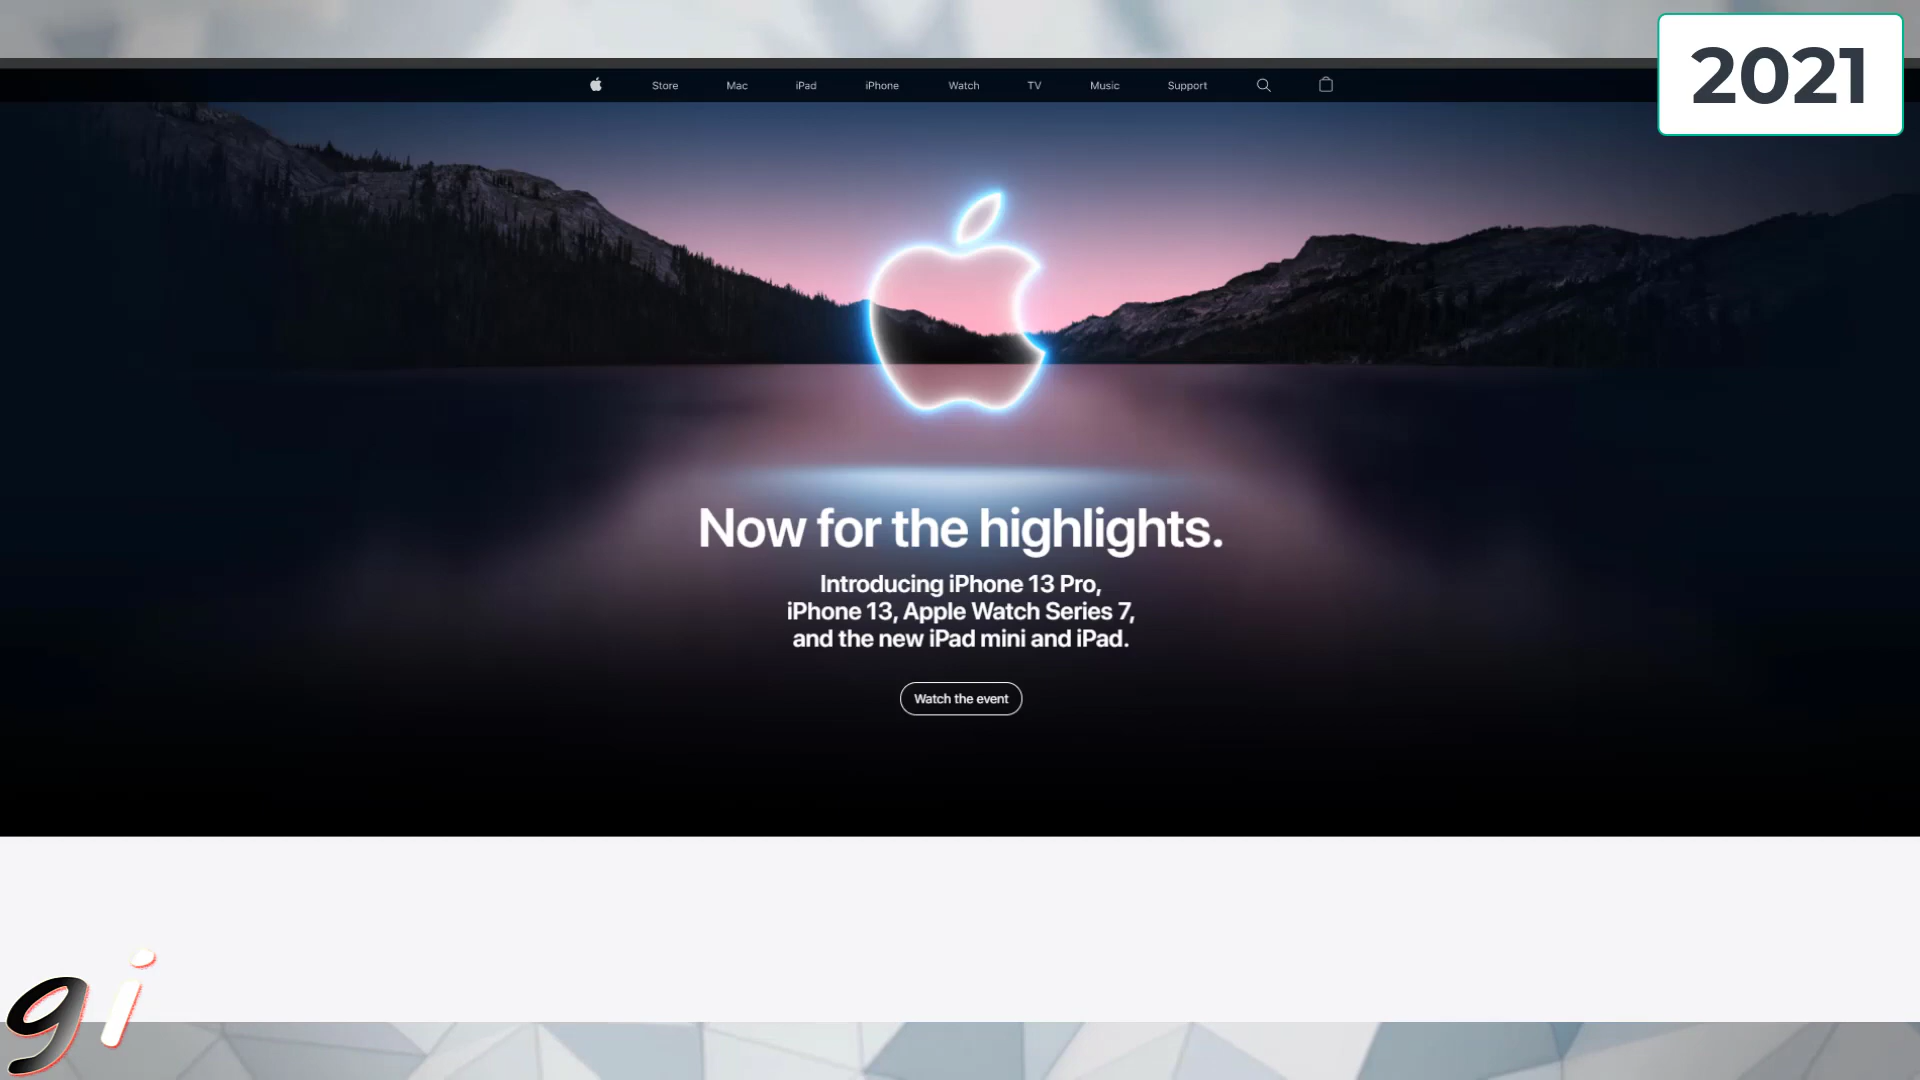 2021
Store Mac iPad iPhone Watch TV Music Support
Now for the highlights.
Introducing iPhone 13 Pro,
iPhone 13, Apple Watch Series 7,
and the new iPad mini and iPad.
Watch the event
gi